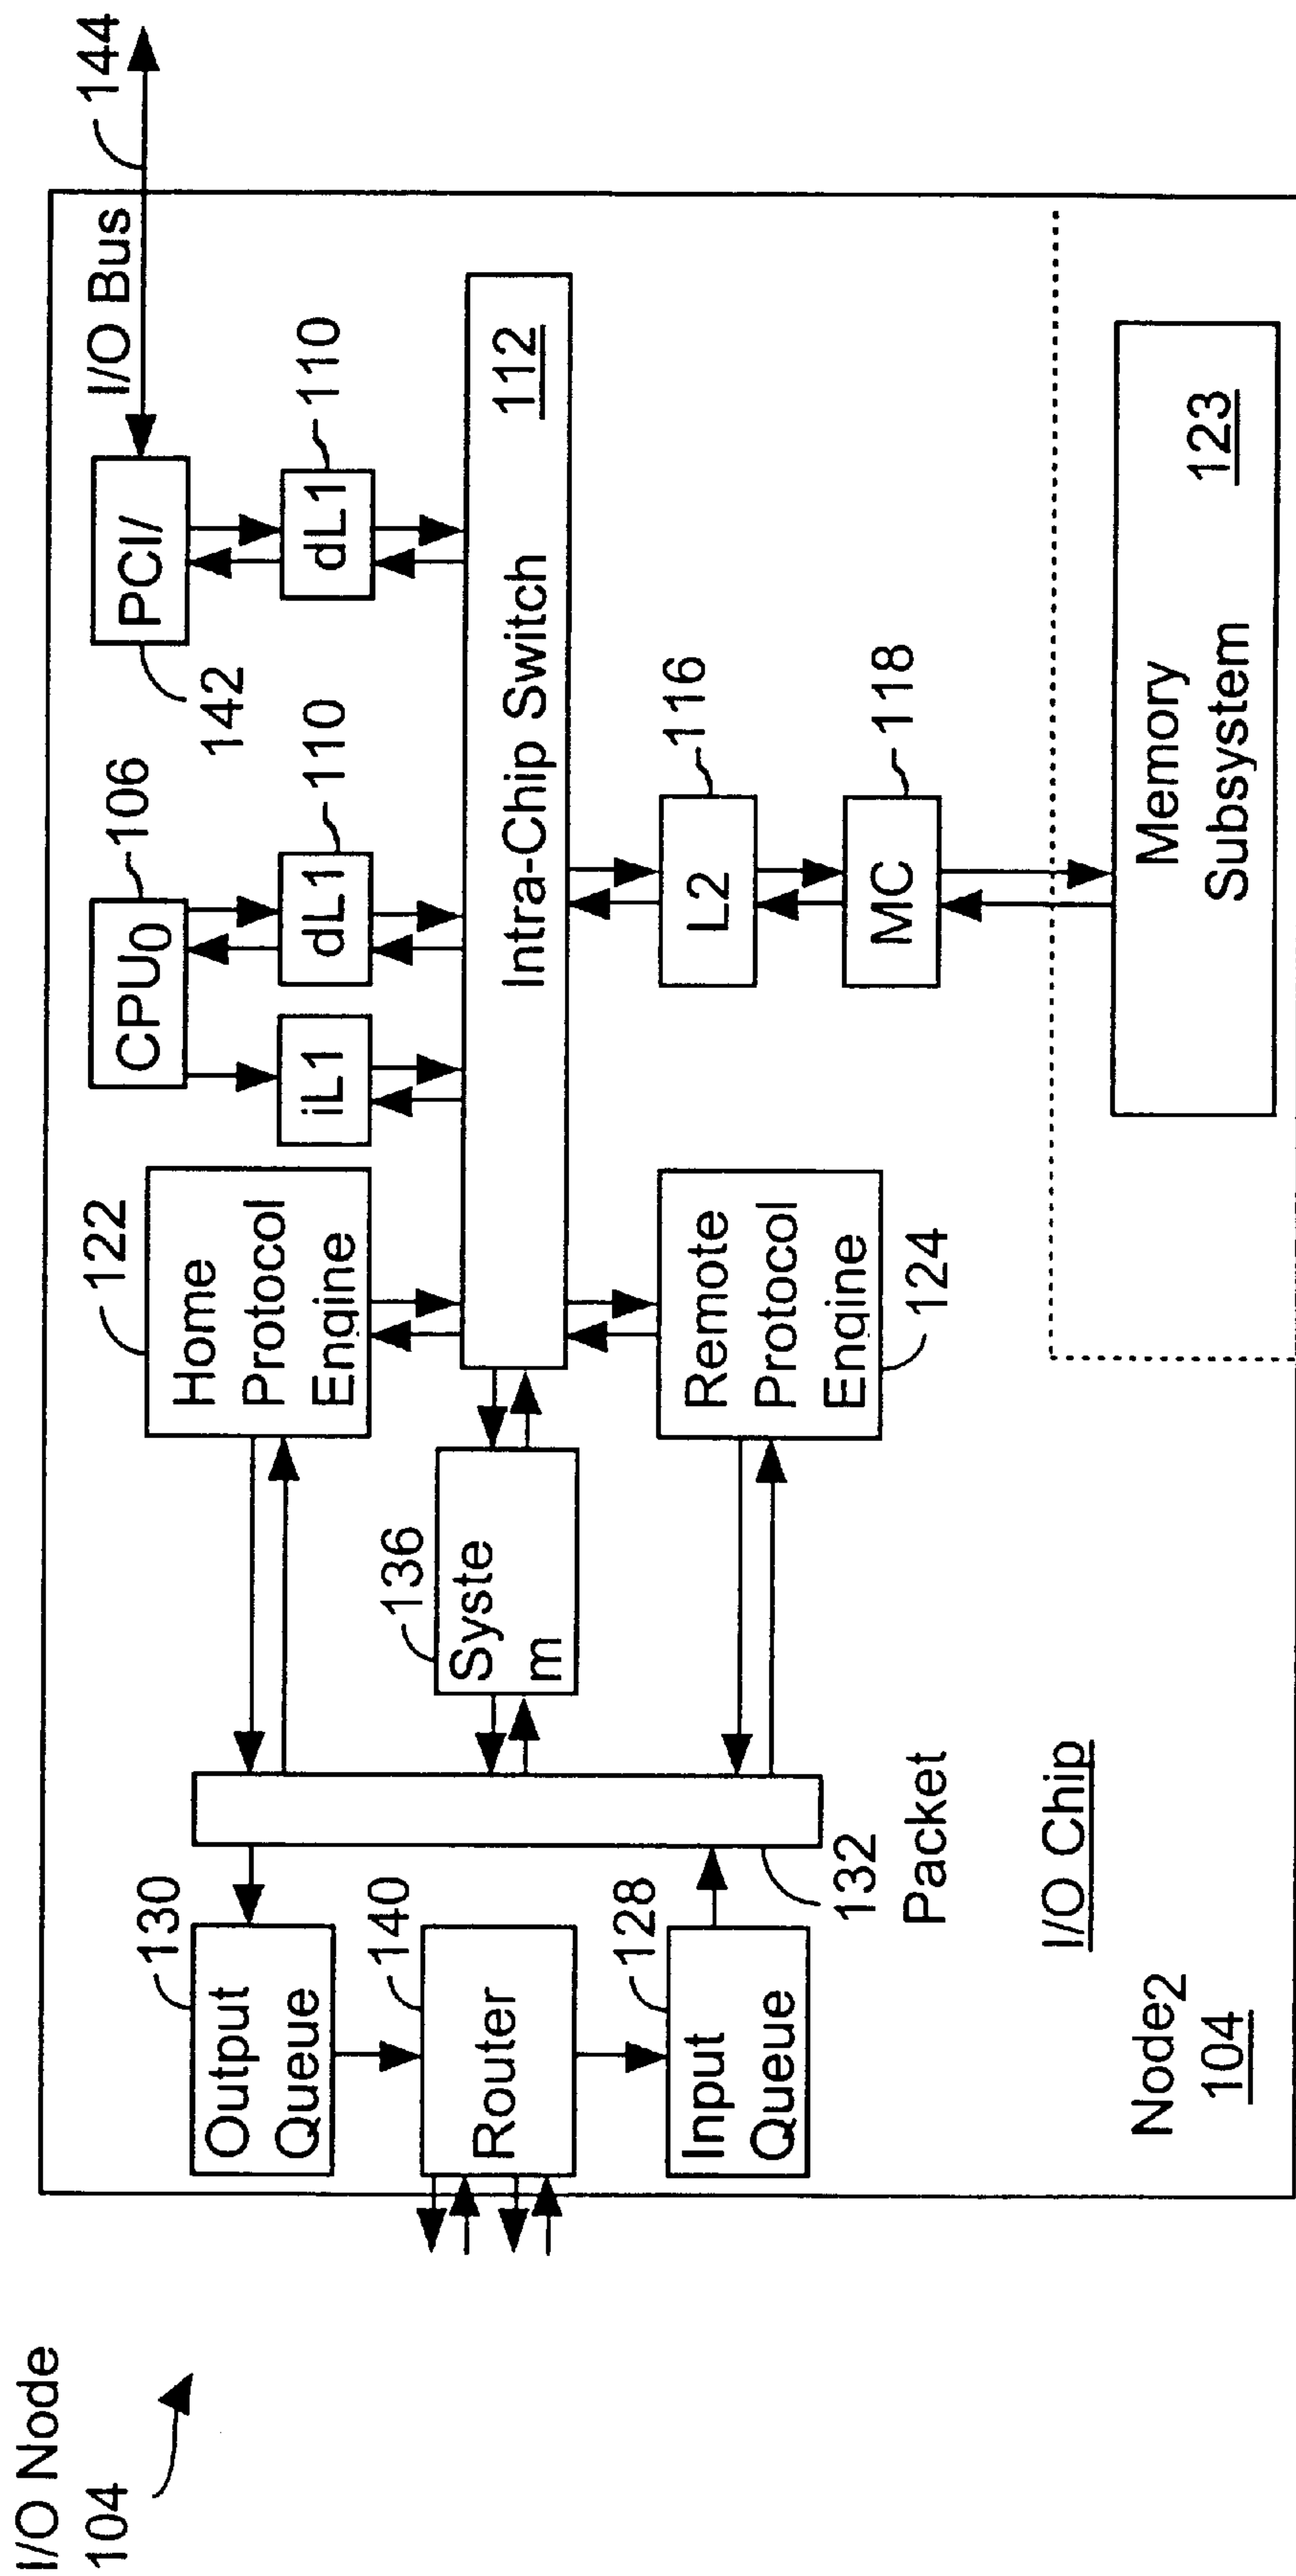 I/O Node
104
I/O Bus
144
PCI/
142
CPU0
106
iL1
dL1
110
dL1
110
Home
Protocol
Engine
122
Intra-Chip Switch
112
Output
Queue
130
Router
140
Input
Queue
128
132
Packet
Syste
m
136
Remote
Protocol
Engine
124
L2
116
MC
118
Memory
Subsystem
123
I/O Chip
Node2
104